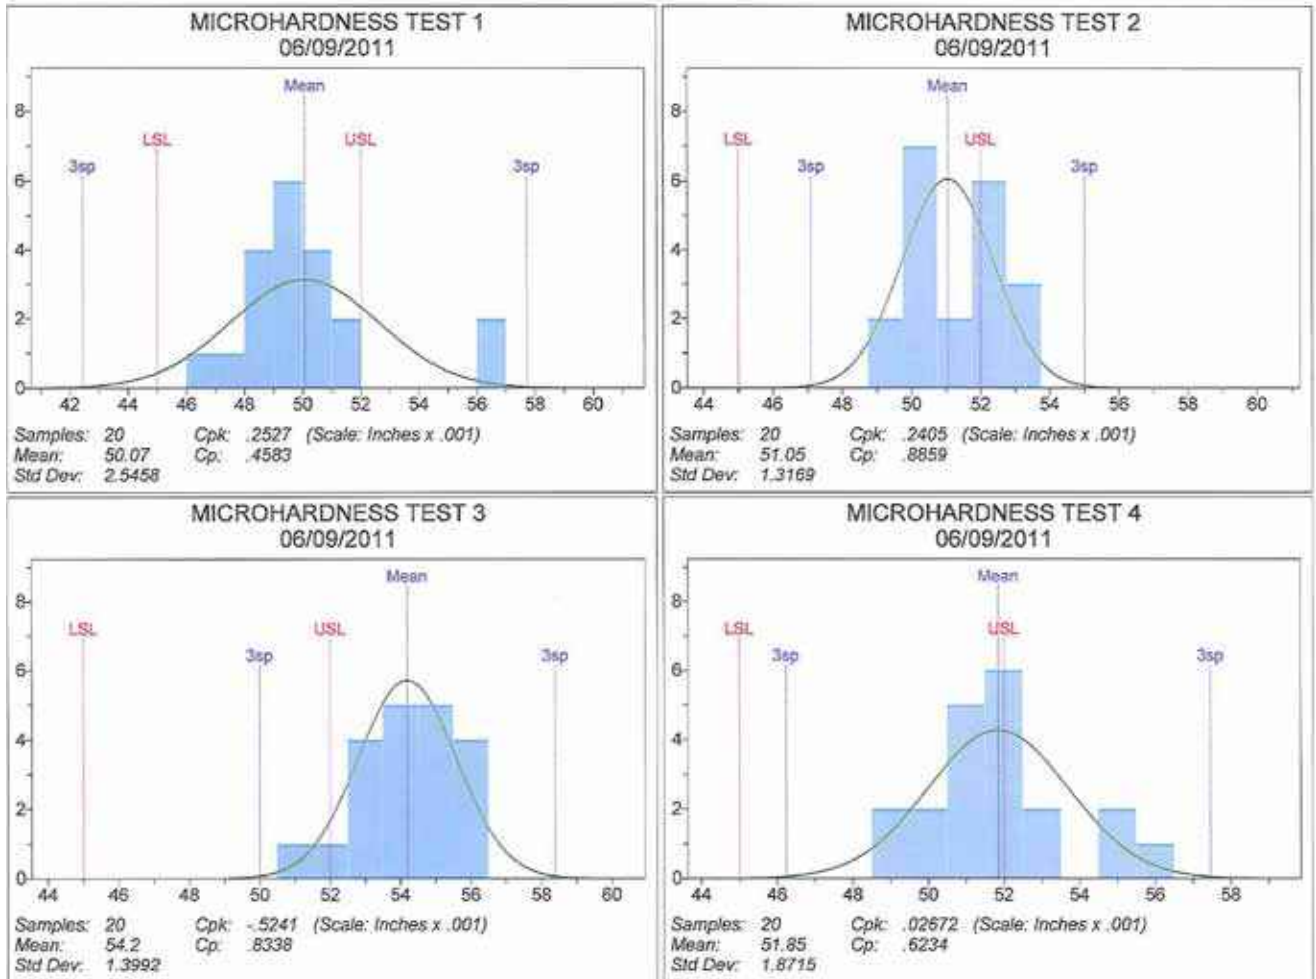 MICROHARDNESS TEST 1
06/09/2011
Mean
LSL
USL
3sp
3sp
8
6
4
2
0
42 44 46 48 50 52 54 56 58 60
Samples: 20 Cpk: .2527 (Scale: Inches x .001)
Mean: 50.07 Cp: .4583
Std Dev: 2.5458
MICROHARDNESS TEST 2
06/09/2011
Mean
LSL
USL
3sp
3sp
8
6
4
2
0
44 46 48 50 52 54 56 58 60
Samples: 20 Cpk: .2405 (Scale: Inches x .001)
Mean: 51.05 Cp: .8859
Std Dev: 1.3169
MICROHARDNESS TEST 3
06/09/2011
Mean
LSL
USL
3sp
3sp
8
6
4
2
0
44 46 48 50 52 54 56 58 60
Samples: 20 Cpk: -.5241 (Scale: Inches x .001)
Mean: 54.2 Cp: .8338
Std Dev: 1.3992
MICROHARDNESS TEST 4
06/09/2011
Mean
LSL
USL
3sp
3sp
8
6
4
2
0
44 46 48 50 52 54 56 58
Samples: 20 Cpk: .02672 (Scale: Inches x .001)
Mean: 51.85 Cp: .6234
Std Dev: 1.8715